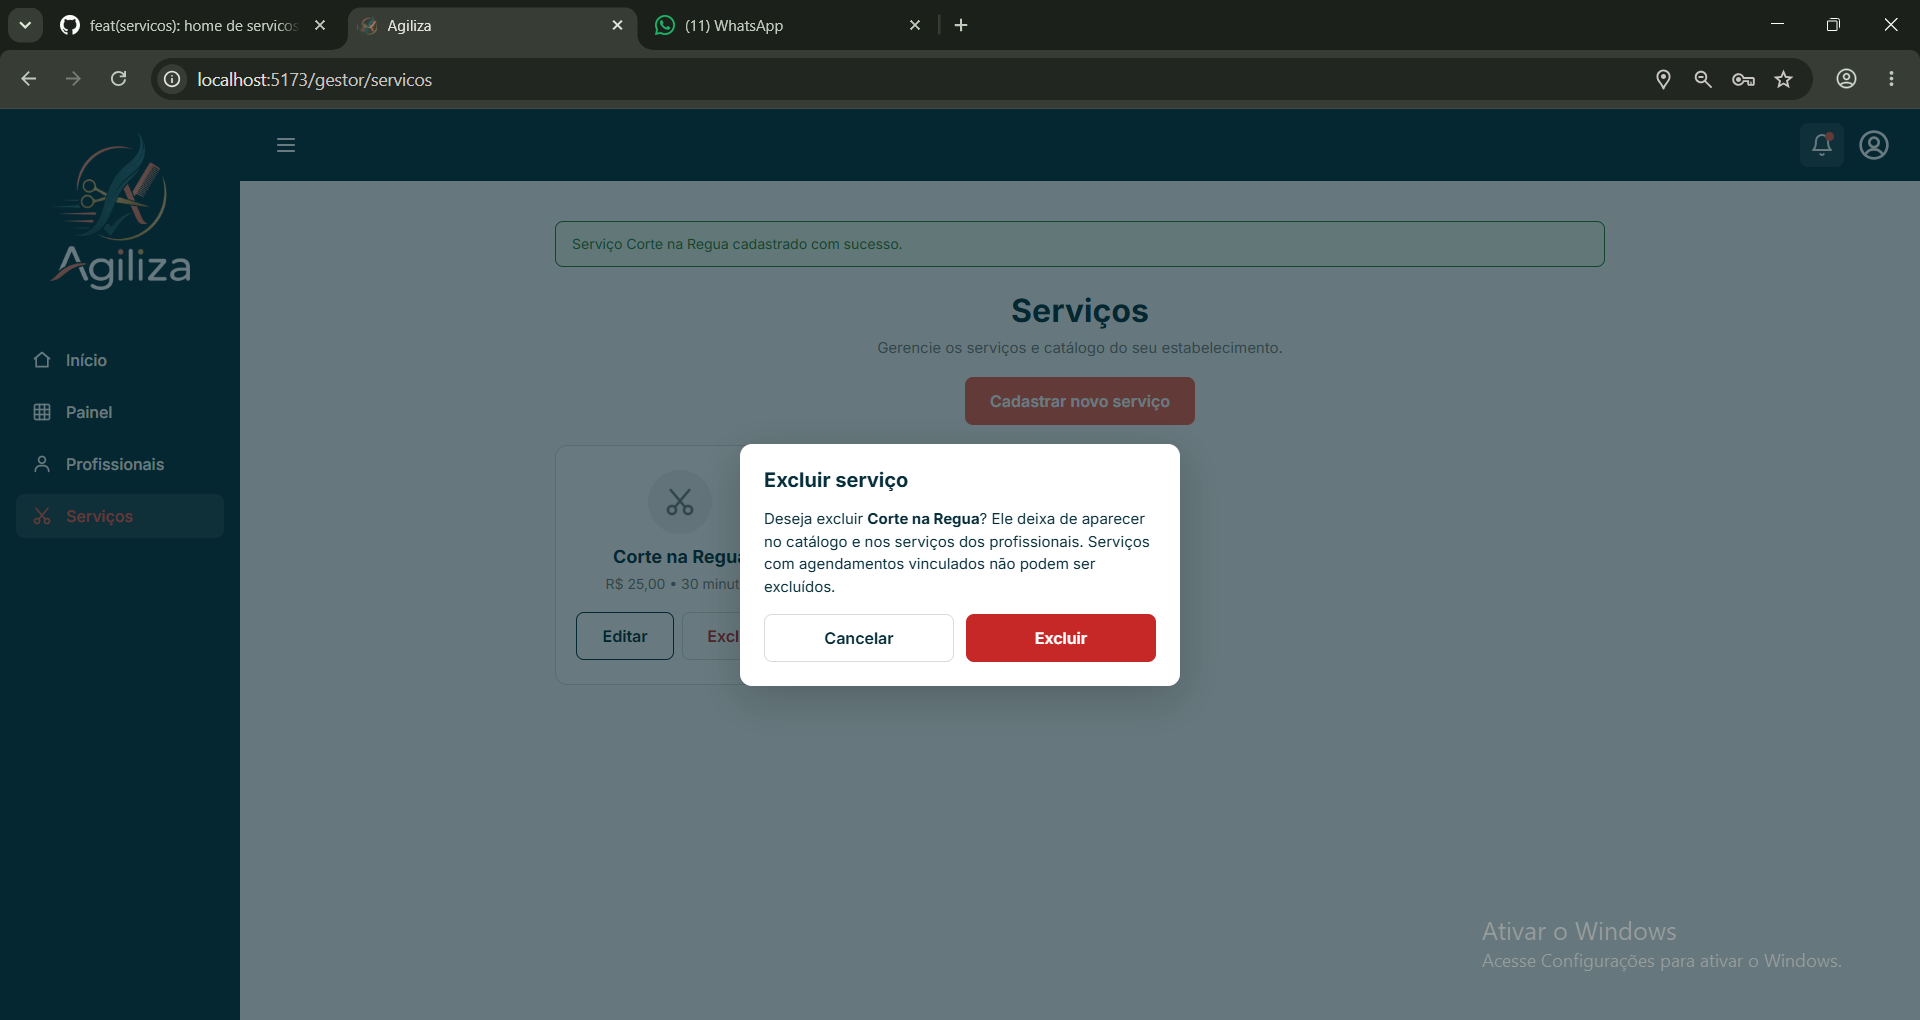 feat(servicos): home de servicos
Agiliza
(11) WhatsApp
localhost:5173/gestor/servicos
Agiliza
Início
Painel
Profissionais
Serviços
Serviço Corte na Regua cadastrado com sucesso.
Serviços
Gerencie os serviços e catálogo do seu estabelecimento.
Cadastrar novo serviço
Corte na Regua
R$ 25,00 • 30 minut
Editar
Excl
Excluir serviço
Deseja excluir Corte na Regua? Ele deixa de aparecer
no catálogo e nos serviços dos profissionais. Serviços
com agendamentos vinculados não podem ser
excluídos.
Cancelar
Excluir
Ativar o Windows
Acesse Configurações para ativar o Windows.